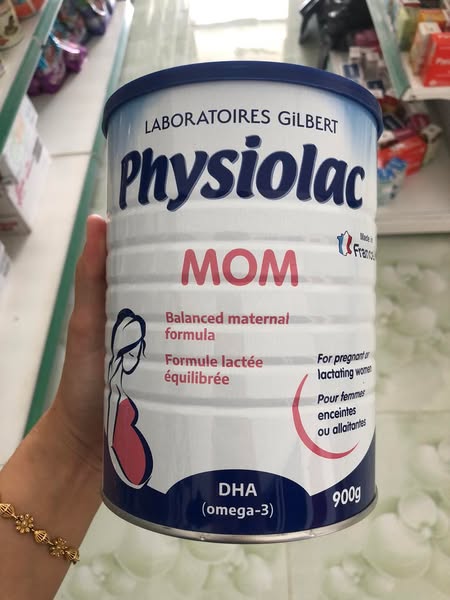 LABORATOIRES GILBERT
Physiolac
Made in
France
MOM
Balanced maternal
formula
Formule lactée
équilibrée
For pregnant or
lactating women
Pour femmes
enceintes
ou allaitantes
DHA
(omega-3)
900g